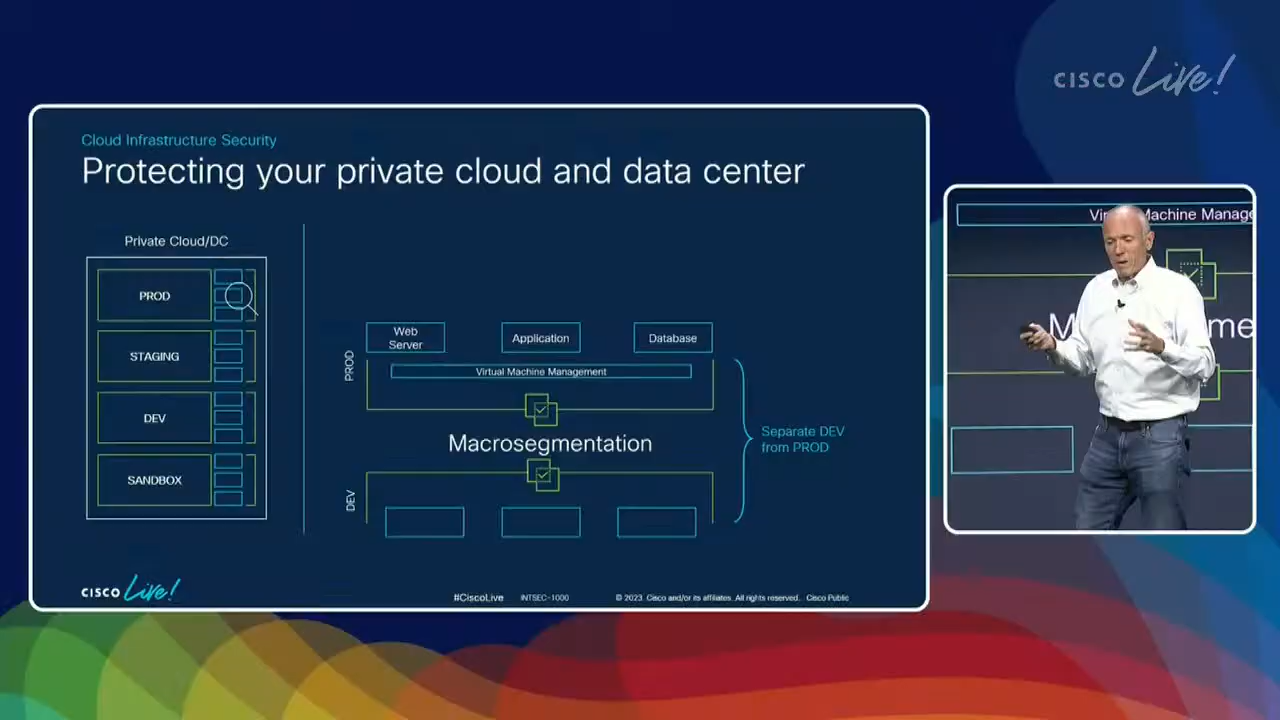 CISCO Live!
Cloud Infrastructure Security
Protecting your private cloud and data center
Private Cloud/DC
PROD
STAGING
DEV
SANDBOX
PROD
Web
Server
Application
Database
Virtual Machine Management
Macrosegmentation
Separate DEV
from PROD
DEV
CISCO Live!
#CiscoLive
INTSEC-1000
© 2023 Cisco and/or its affiliates. All rights reserved. Cisco Public
Machine Manage